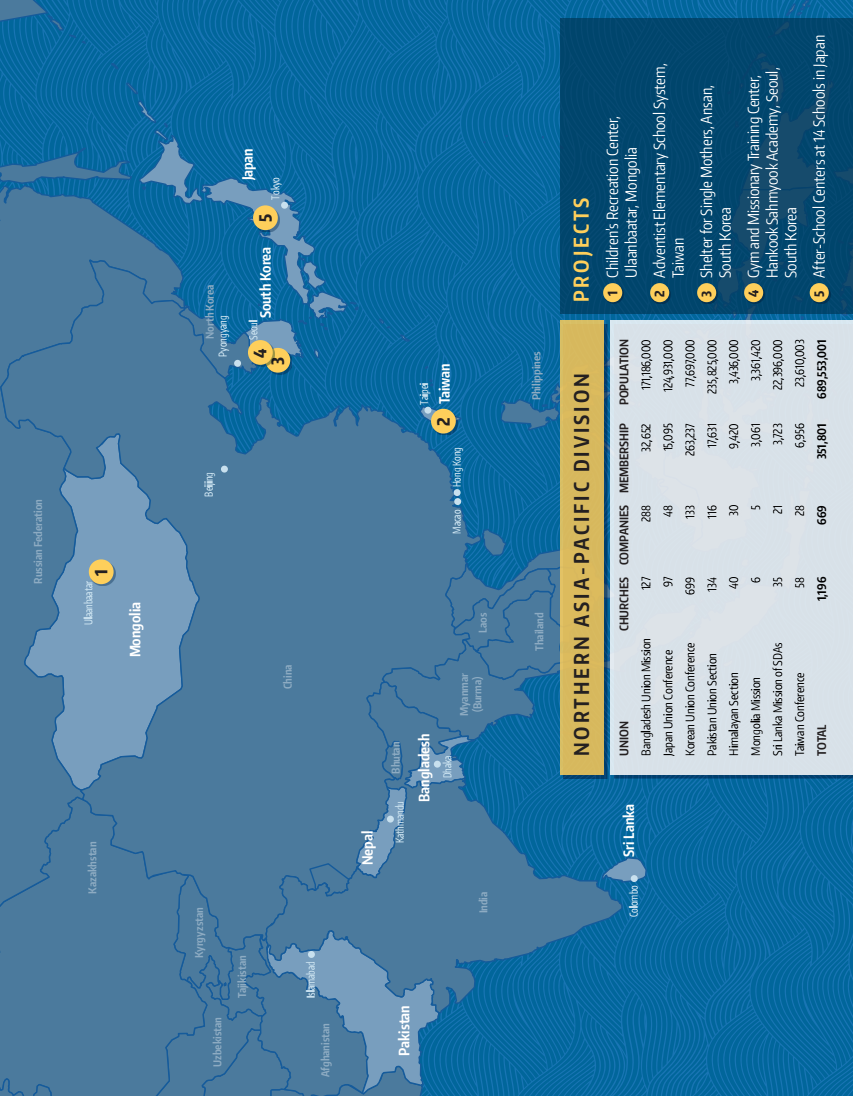 Russian Federation
Kazakhstan
Ulaanbaatar
1
Mongolia
Kyrgyzstan
Uzbekistan
Tajikistan
Afghanistan
Islamabad
Pakistan
China
Beijing
North Korea
Pyongyang
Seoul
South Korea
4
3
Japan
Tokyo
5
Nepal
Kathmandu
Bhutan
Bangladesh
Dhaka
India
Myanmar
(Burma)
Laos
Thailand
Macao
Hong Kong
Taipei
Taiwan
2
Philippines
Sri Lanka
Colombo
NORTHERN ASIA-PACIFIC DIVISION
UNION CHURCHES COMPANIES MEMBERSHIP POPULATION
Bangladesh Union Mission 127 288 32,652 171,186,000
Japan Union Conference 97 48 15,095 124,931,000
Korean Union Conference 699 133 263,237 77,697,000
Pakistan Union Section 134 116 17,631 235,825,000
Himalayan Section 40 30 9,420 3,436,000
Mongolia Mission 6 5 3,061 3,361,420
Sri Lanka Mission of SDAs 35 21 3,723 22,396,000
Taiwan Conference 58 28 6,956 23,610,003
TOTAL 1,196 669 351,801 689,553,001
PROJECTS
1 Children's Recreation Center,
Ulaanbaatar, Mongolia
2 Adventist Elementary School System,
Taiwan
3 Shelter for Single Mothers, Ansan,
South Korea
4 Gym and Missionary Training Center,
Hankook Sahmyook Academy, Seoul,
South Korea
5 After-School Centers at 14 Schools in Japan